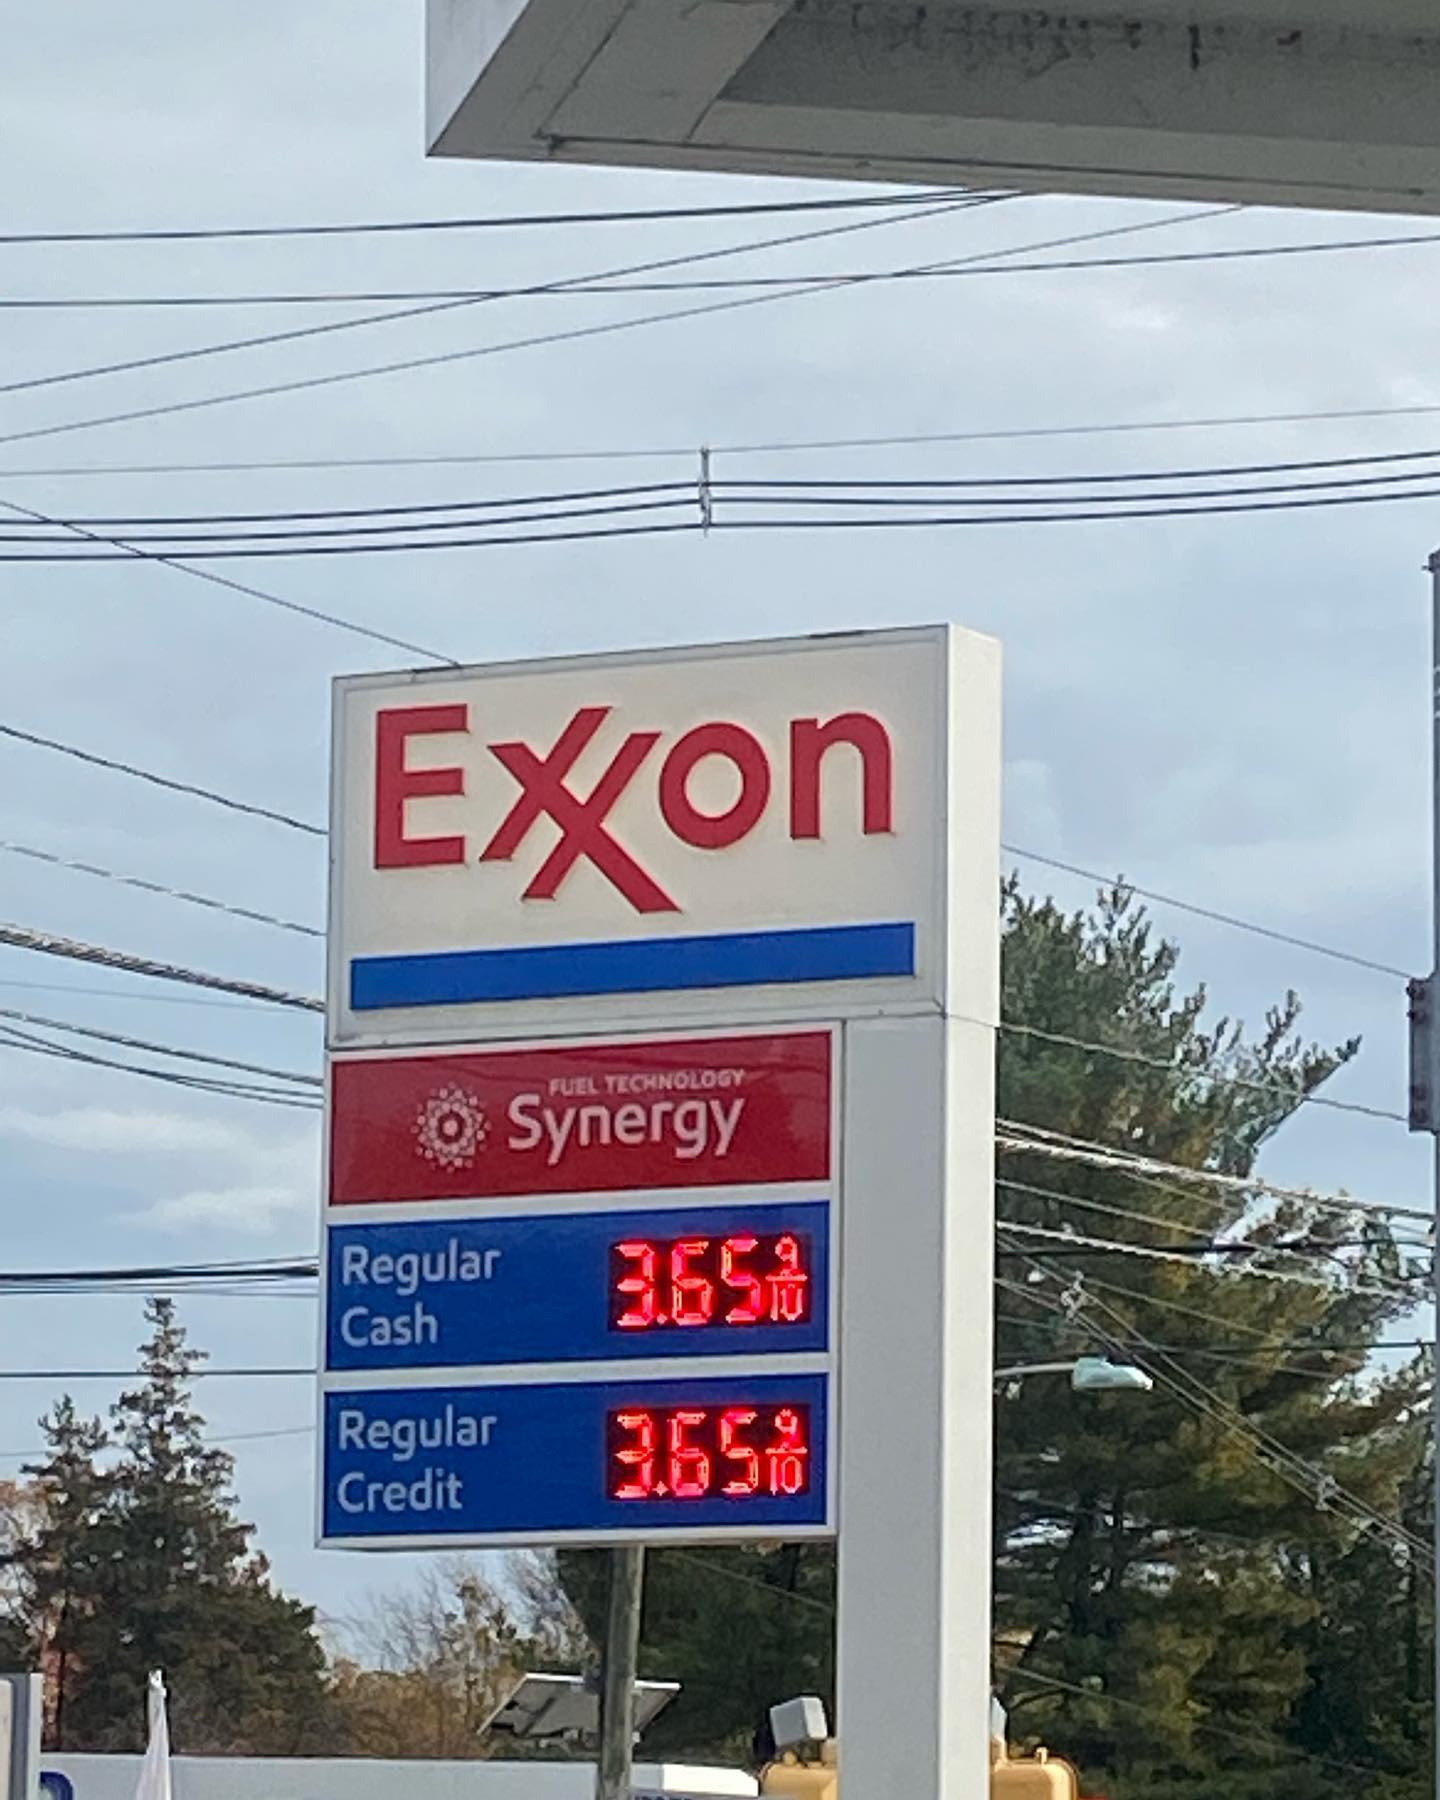 Exxon
FUEL TECHNOLOGY
Synergy
Regular
Cash
3.65 9/10
Regular
Credit
3.65 9/10